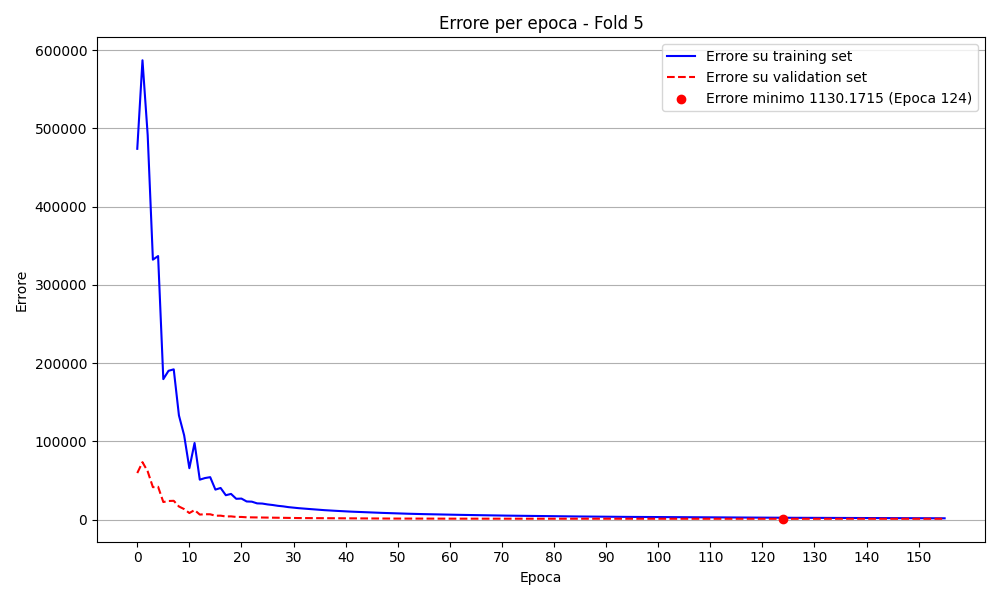 Errore per epoca - Fold 5
Errore su training set
Errore su validation set
Errore minimo 1130.1715 (Epoca 124)
Errore
600000
500000
400000
300000
200000
100000
0
0 10 20 30 40 50 60 70 80 90 100 110 120 130 140 150
Epoca